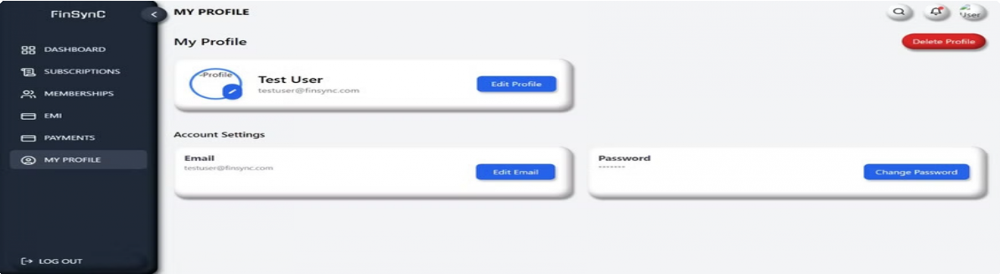 FinSynC
MY PROFILE
User
DASHBOARD
SUBSCRIPTIONS
MEMBERSHIPS
EMI
PAYMENTS
MY PROFILE
LOG OUT
My Profile
Delete Profile
Profile
Test User
testuser@finsync.com
Edit Profile
Account Settings
Email
testuser@finsync.com
Edit Email
Password
*******
Change Password